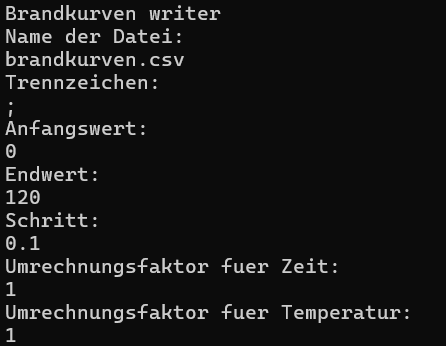 Brandkurven writer
Name der Datei:
brandkurven.csv
Trennzeichen:
;
Anfangswert:
0
Endwert:
120
Schritt:
0.1
Umrechnungsfaktor fuer Zeit:
1
Umrechnungsfaktor fuer Temperatur:
1